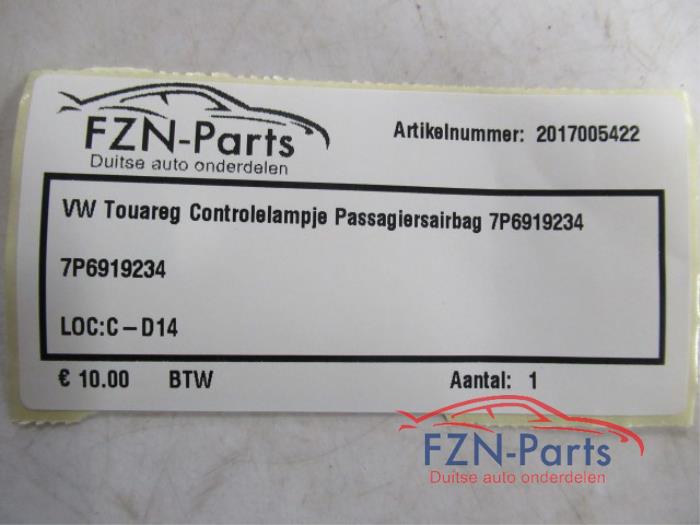 FZN-Parts
Duitse auto onderdelen
Artikelnummer: 2017005422
VW Touareg Controlelampje Passagiersairbag 7P6919234
7P6919234
LOC:C-D14
€ 10.00 BTW Aantal: 1
FZN-Parts
Duitse auto onderdelen